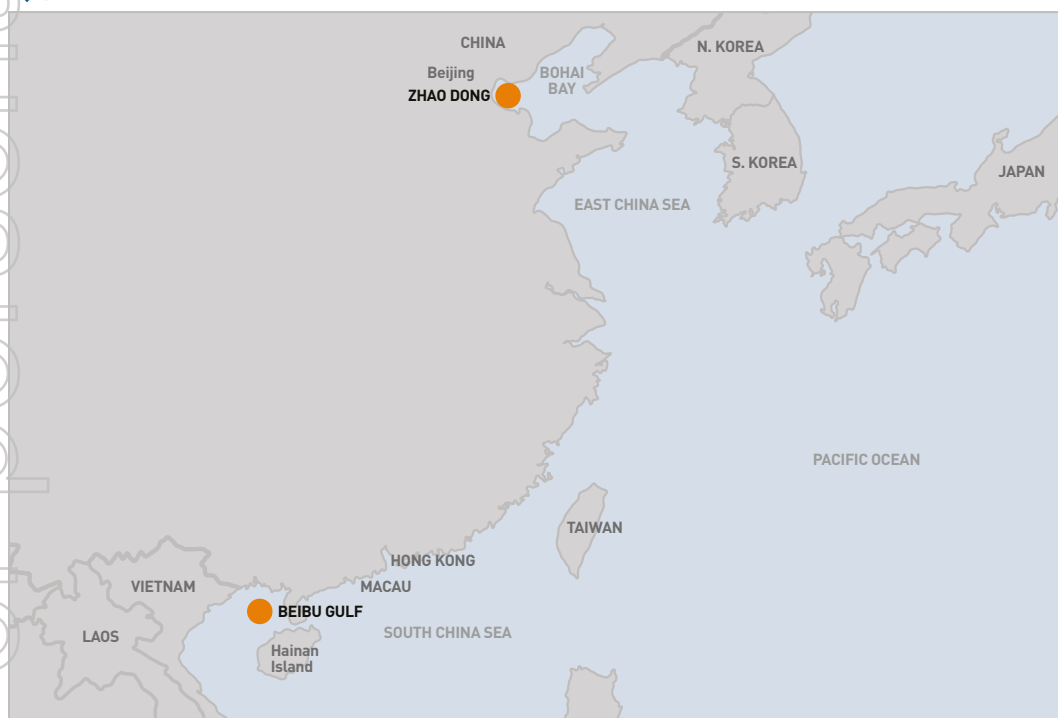 CHINA
N. KOREA
Beijing
BOHAI
BAY
ZHAO DONG
S. KOREA
JAPAN
EAST CHINA SEA
PACIFIC OCEAN
TAIWAN
HONG KONG
VIETNAM
MACAU
BEIBU GULF
SOUTH CHINA SEA
LAOS
Hainan
Island